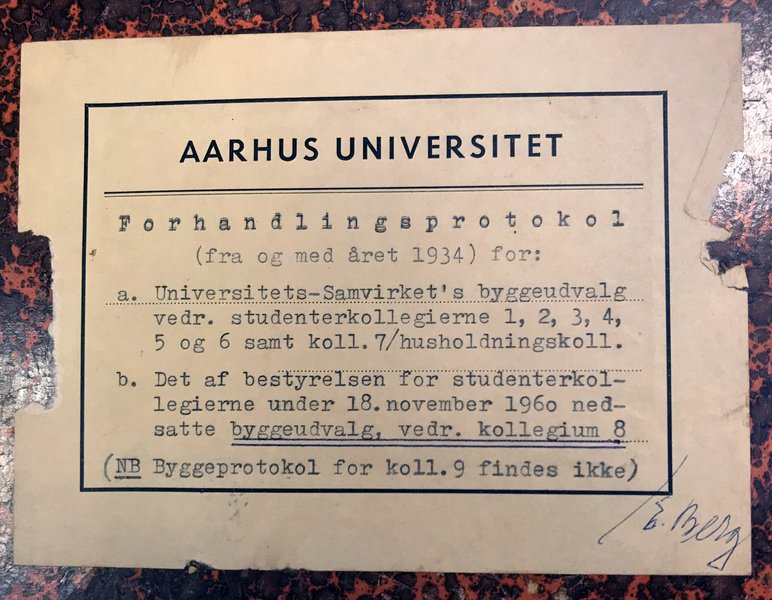 AARHUS UNIVERSITET
Forhandlingsprotokol
(fra og med året 1934) for:
a. Universitets-Samvirket's byggeudvalg
vedr. studenterkollegierne 1, 2, 3, 4,
5 og 6 samt koll.7/husholdningskoll.
b. Det af bestyrelsen for studenterkol-
legierne under 18.november 1960 ned-
satte byggeudvalg, vedr. kollegium 8
(NB Byggeprotokol for koll.9 findes ikke)
/E. Berg